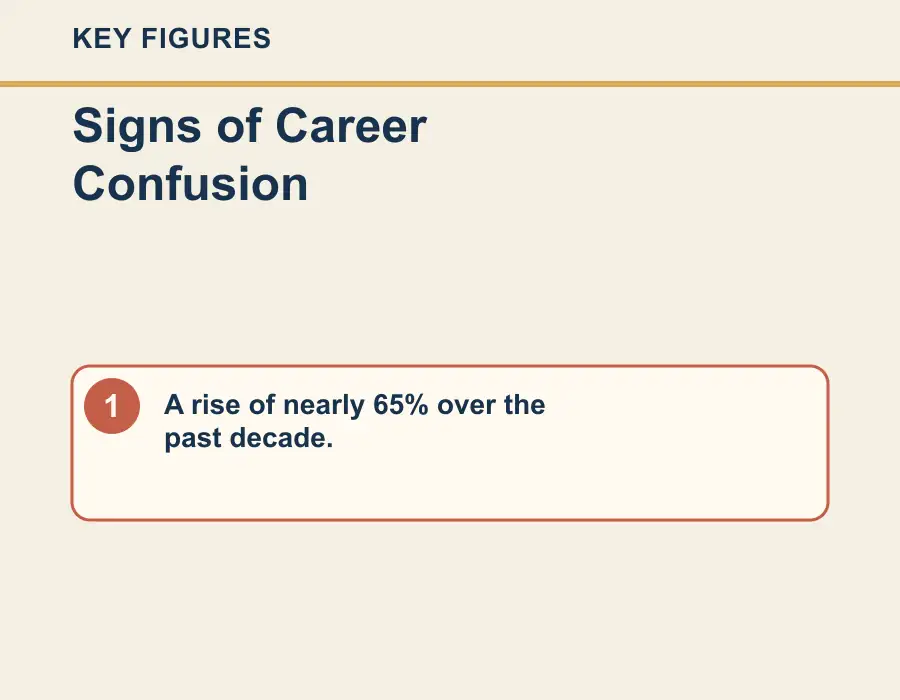 KEY FIGURES
Signs of Career
Confusion
1
A rise of nearly 65% over the
past decade.